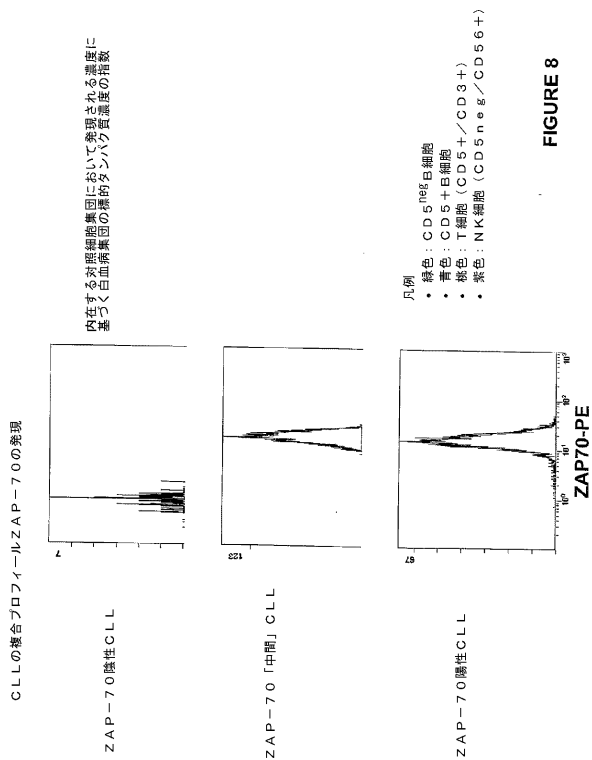 CLLの複合プロフィールZAP-70の発現
ZAP-70陰性CLL
7
内在する対照細胞集団において発現される濃度に
基づく白血病集団の標的タンパク質濃度の指数
ZAP-70「中間」CLL
123
ZAP-70陽性CLL
67
10⁰
10¹
10²
10³
ZAP70-PE
凡例
• 緑色:CD5ⁿᵉᵍB細胞
• 青色:CD5+B細胞
• 桃色:T細胞(CD5+/CD3+)
• 紫色:NK細胞(CD5neg/CD56+)
FIGURE 8